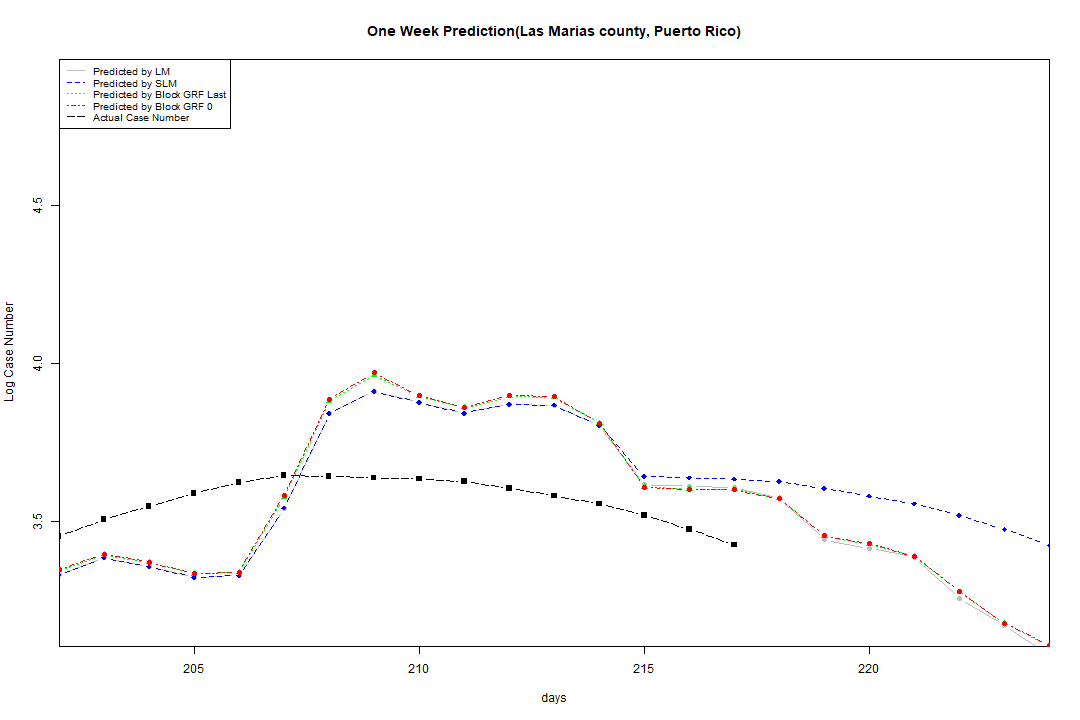 One Week Prediction(Las Marias county, Puerto Rico)
Predicted by LM
Predicted by SLM
Predicted by Block GRF Last
Predicted by Block GRF 0
Actual Case Number
4.5
4.0
3.5
Log Case Number
205
210
215
220
days